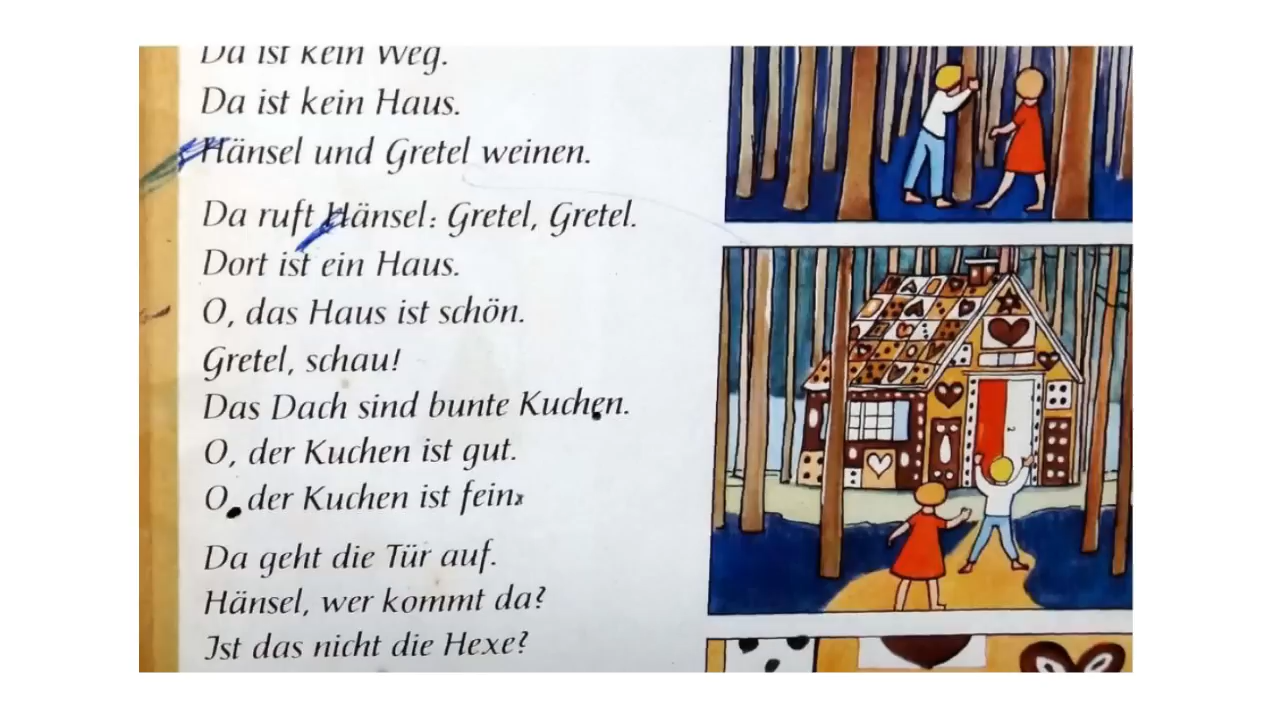 Da ist kein Weg.
Da ist kein Haus.
Hänsel und Gretel weinen.
Da ruft Hänsel: Gretel, Gretel.
Dort ist ein Haus.
O, das Haus ist schön.
Gretel, schau!
Das Dach sind bunte Kuchen.
O, der Kuchen ist gut.
O, der Kuchen ist fein.
Da geht die Tür auf.
Hänsel, wer kommt da?
Jst das nicht die Hexe?